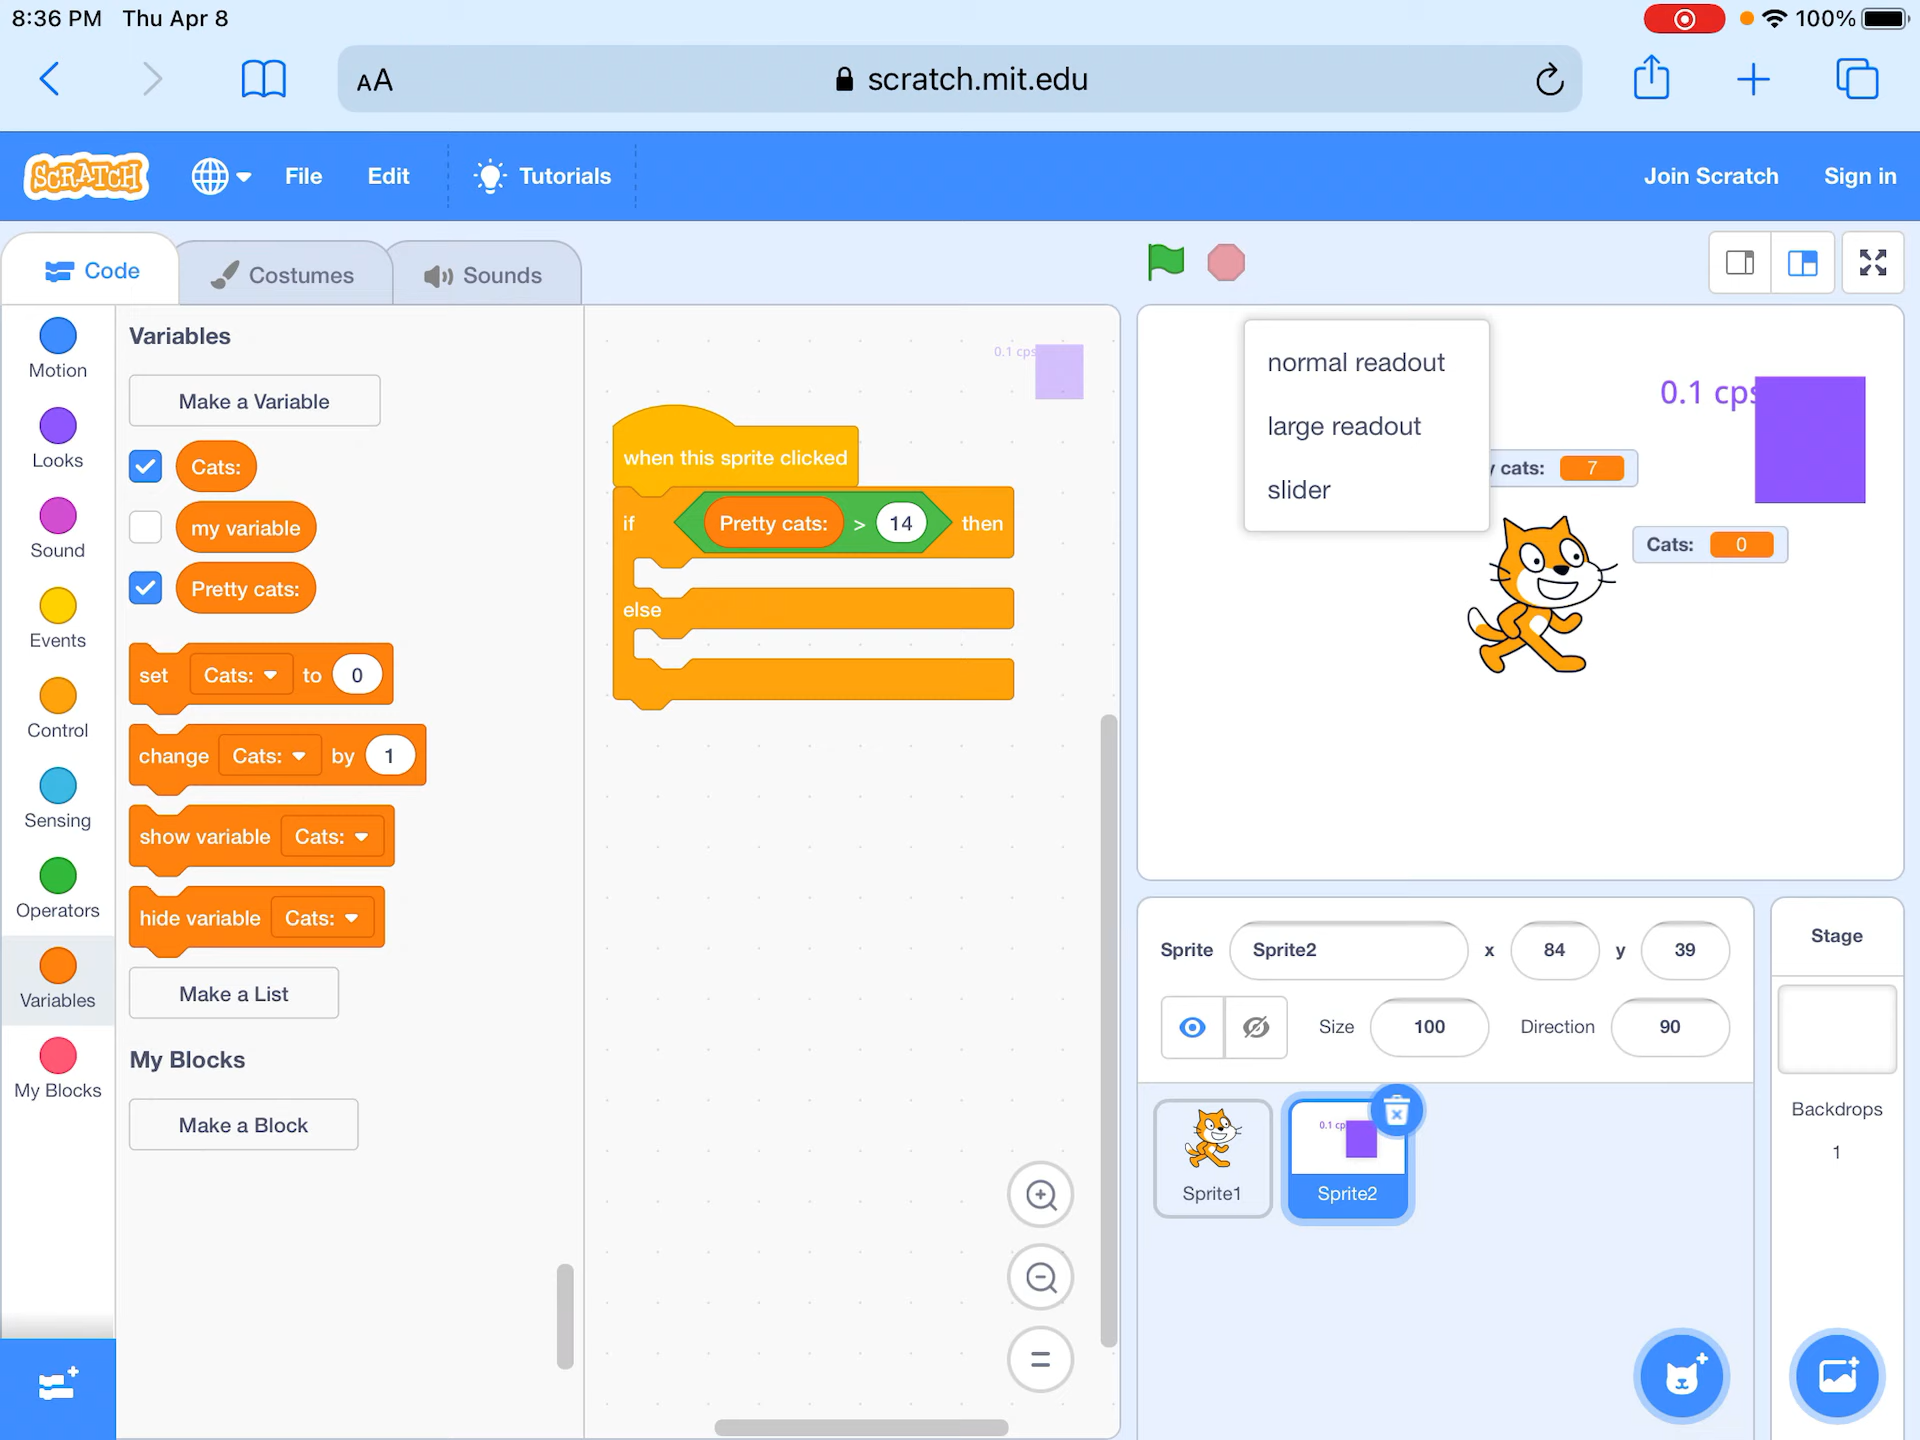 8:36 PM Thu Apr 8
100%
AA
scratch.mit.edu
SCRATCH
File
Edit
Tutorials
Join Scratch
Sign in
Code
Costumes
Sounds
Motion
Looks
Sound
Events
Control
Sensing
Operators
Variables
My Blocks
Variables
Make a Variable
Cats:
my variable
Pretty cats:
set Cats: to 0
change Cats: by 1
show variable Cats:
hide variable Cats:
Make a List
My Blocks
Make a Block
0.1 cps
when this sprite clicked
if Pretty cats: > 14 then
else
normal readout
large readout
slider
0.1 cps
y cats: 7
Cats: 0
Sprite Sprite2 x 84 y 39
Size 100 Direction 90
Sprite1
0.1 cp
Sprite2
Stage
Backdrops
1